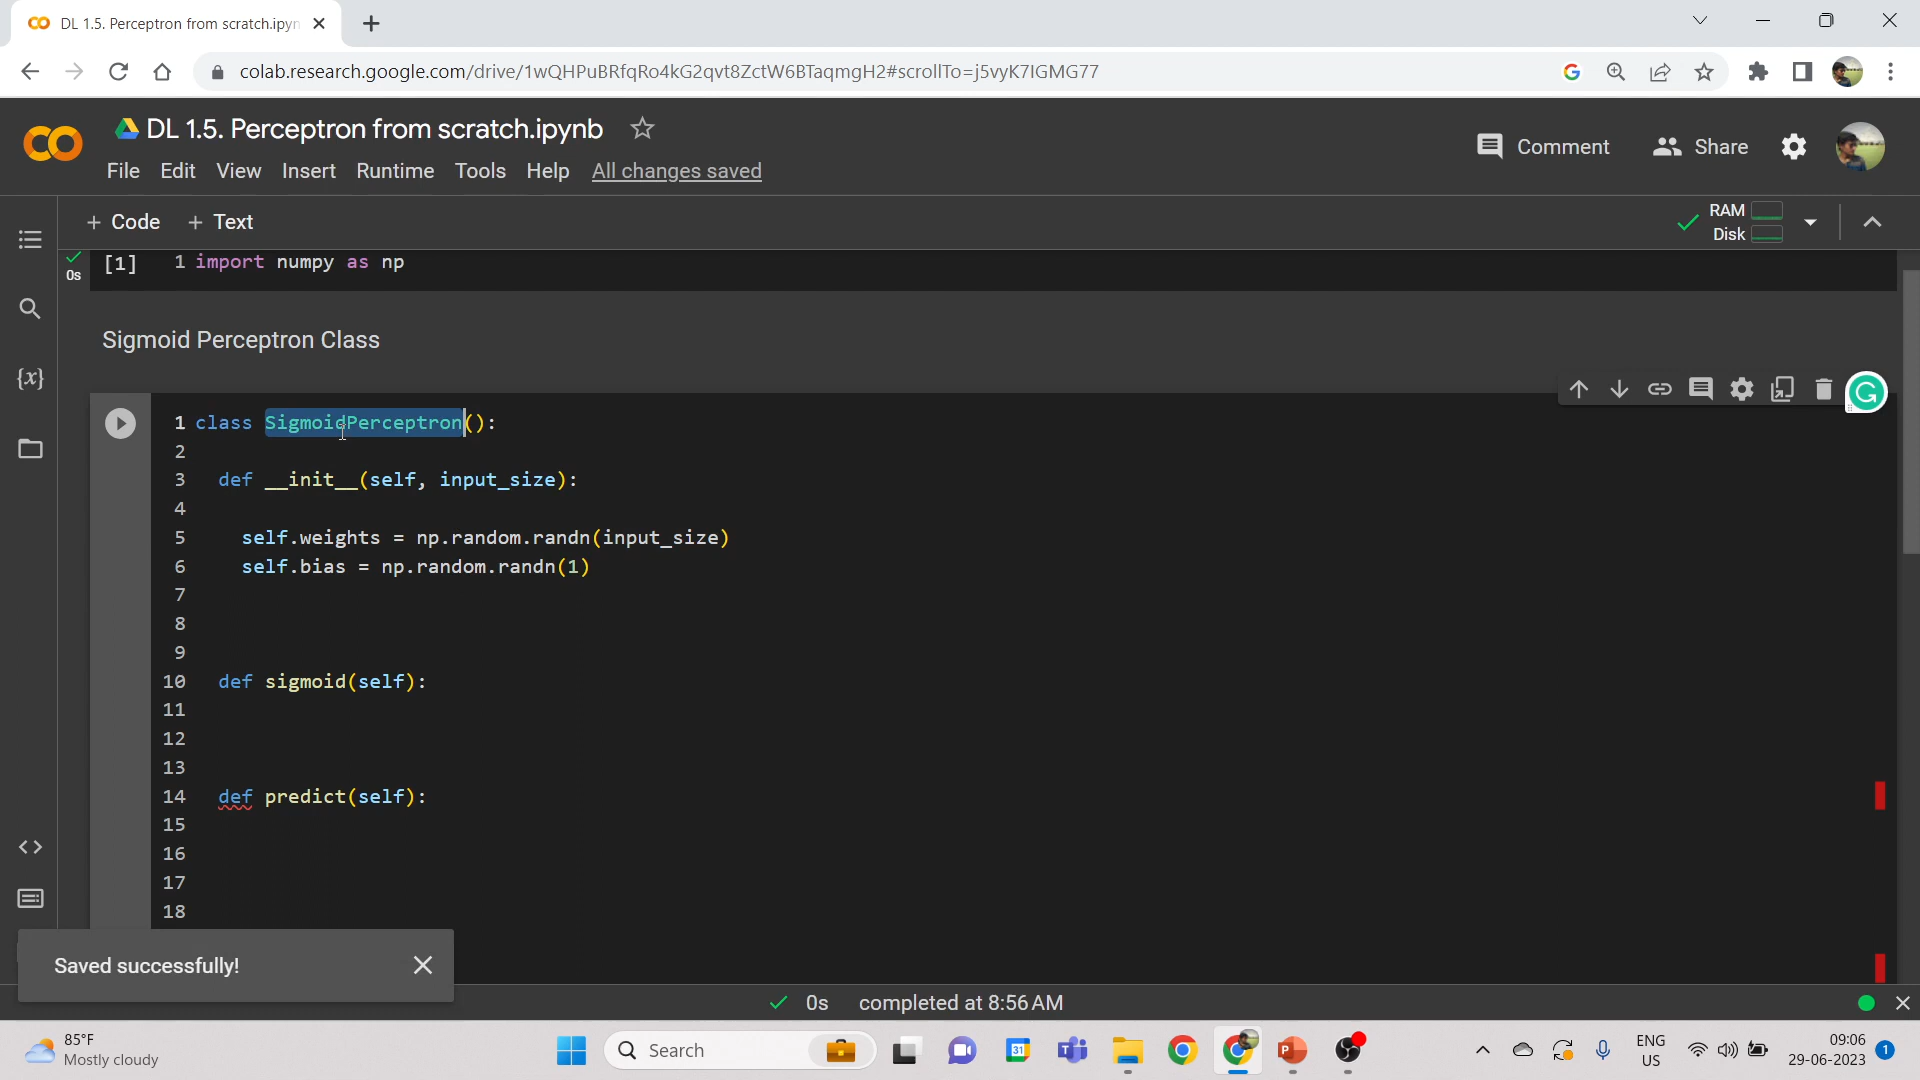 DL 1.5. Perceptron from scratch.ipyn
colab.research.google.com/drive/1wQHPuBRfqRo4kG2qvt8ZctW6BTaqmgH2#scrollTo=j5vyK7IGMG77
DL 1.5. Perceptron from scratch.ipynb
Comment
Share
File Edit View Insert Runtime Tools Help All changes saved
+ Code + Text
RAM
Disk
0s
[1] 1 import numpy as np
Sigmoid Perceptron Class
1 class SigmoidPerceptron():
2
3 def __init__(self, input_size):
4
5 self.weights = np.random.randn(input_size)
6 self.bias = np.random.randn(1)
7
8
9
10 def sigmoid(self):
11
12
13
14 def predict(self):
15
16
17
18
{x}
Saved successfully!
0s completed at 8:56 AM
85°F
Mostly cloudy
Search
31
ENG
US
09:06
29-06-2023
1